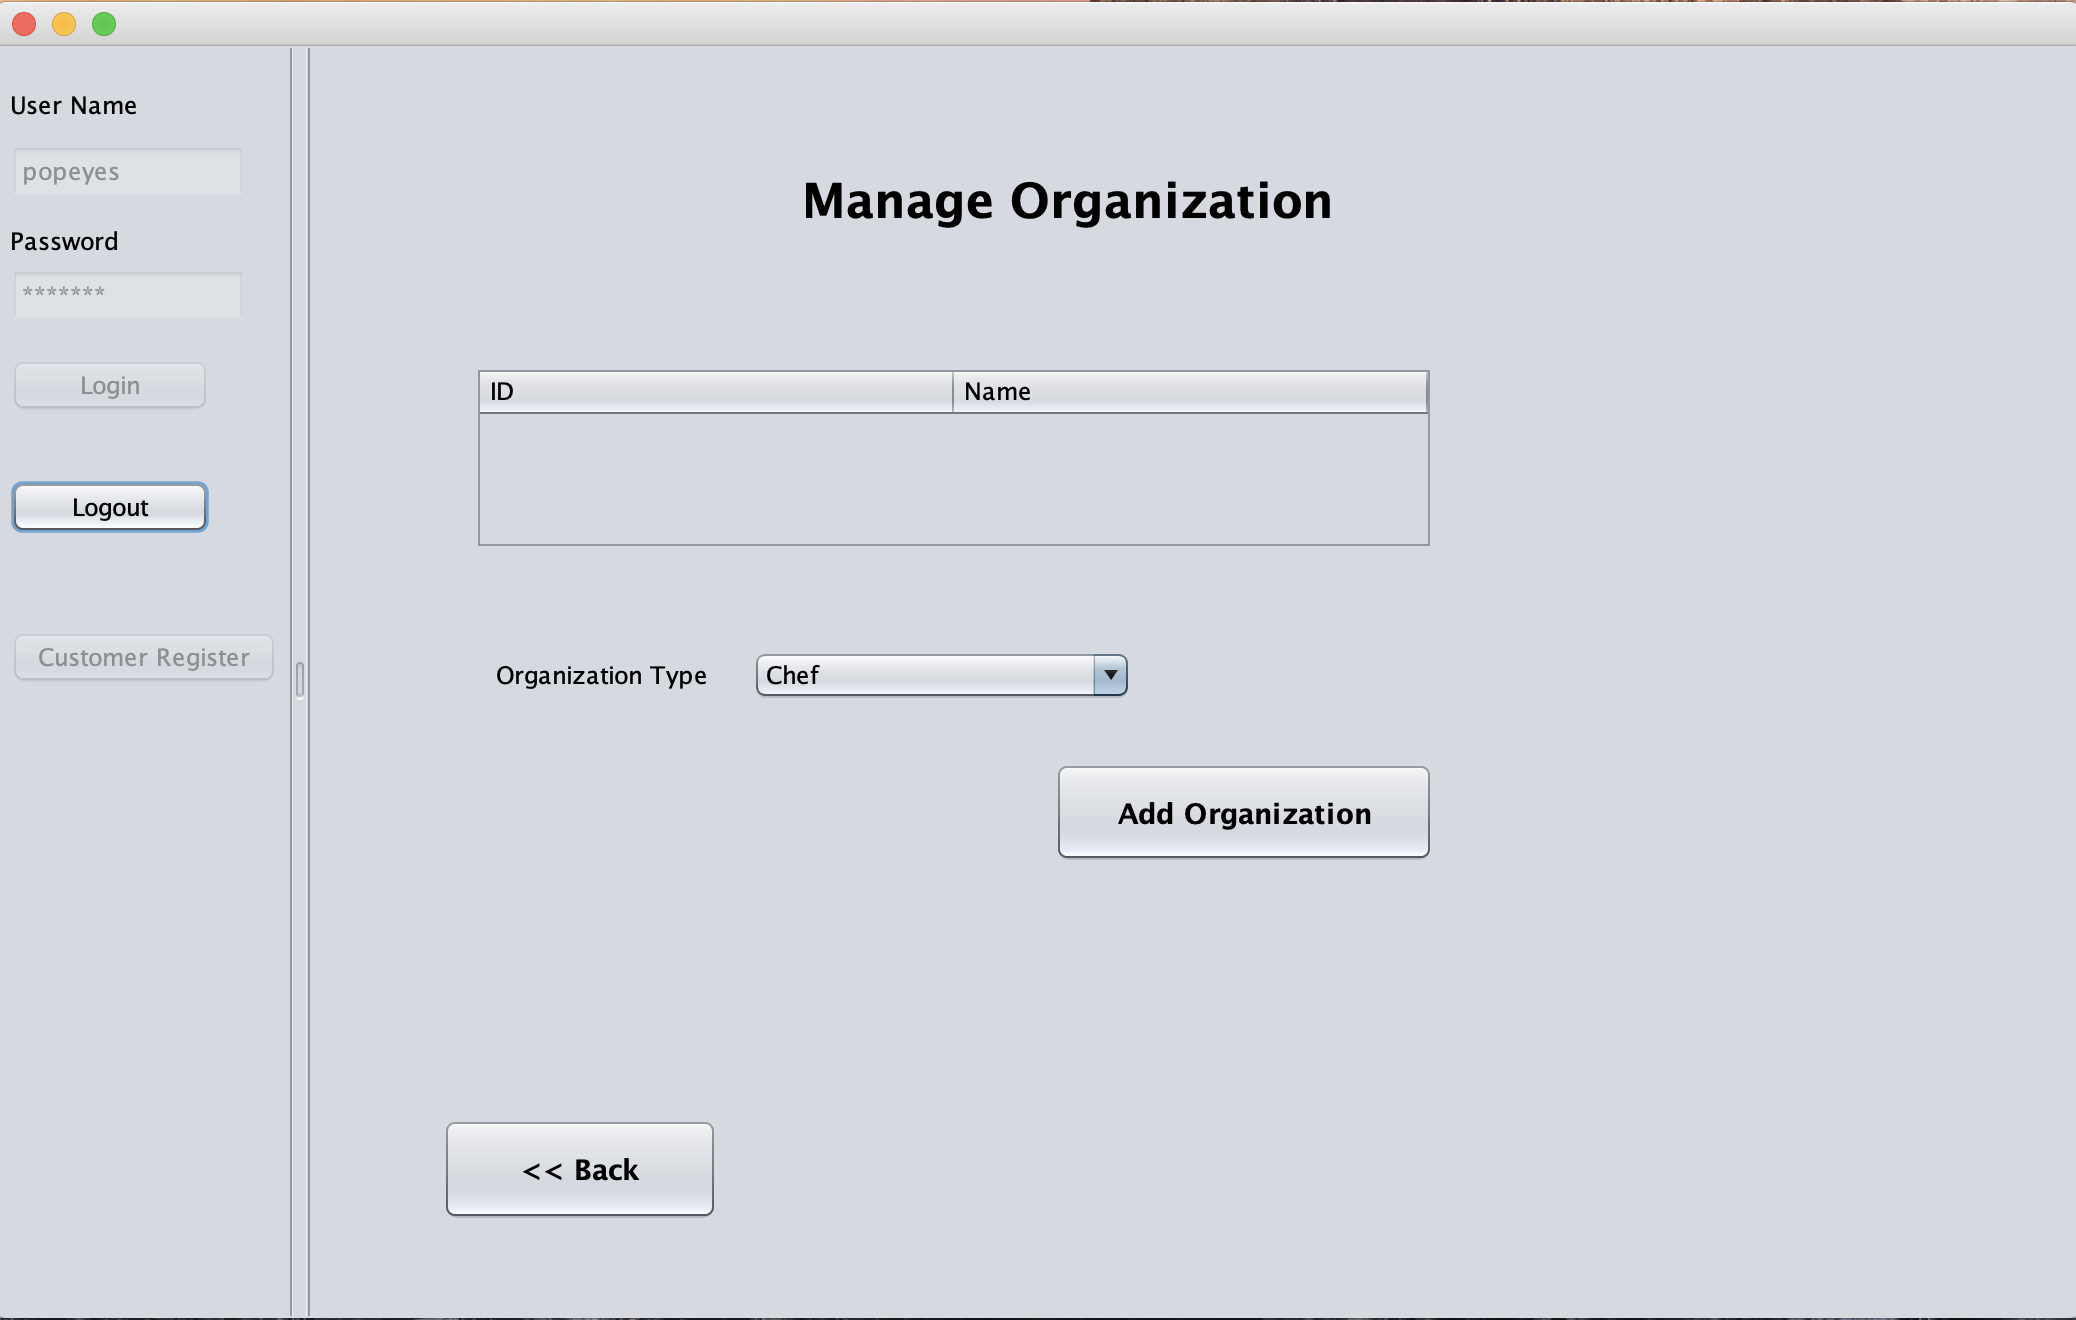 User Name
popeyes
Password
*******
Login
Logout
Customer Register
Manage Organization
ID Name
Organization Type Chef
Add Organization
<< Back